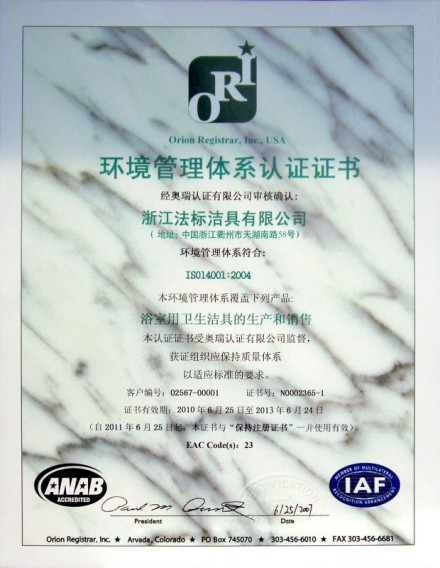 ORI
Orion Registrar, Inc., USA
环境管理体系认证证书
经奥瑞认证有限公司审核确认:
浙江法标洁具有限公司
(地址: 中国浙江衢州市天湖南路58号)
环境管理体系符合:
ISO14001:2004
本环境管理体系覆盖下列产品:
浴室用卫生洁具的生产和销售
本认证证书受奥瑞认证有限公司监督,
获证组织应保持质量体系
以适应标准的要求。
客户编号: 02567-00001 证书号: N0002365-1
证书有效期: 2010 年 6 月 25 日至 2013 年 6 月 24 日
(自 2011 年 6 月 25 日起, 本证书与“保持注册证书”一并使用有效)
EAC Code(s): 23
ANAB
ACCREDITED
6/25/2007
President Date
MEMBER OF MULTILATERAL
IAF
RECOGNITION ARRANGEMENT
Orion Registrar, Inc. ★ Arvada, Colorado ★ PO Box 745070 ★ 303-456-6010 ★ FAX 303-456-6681